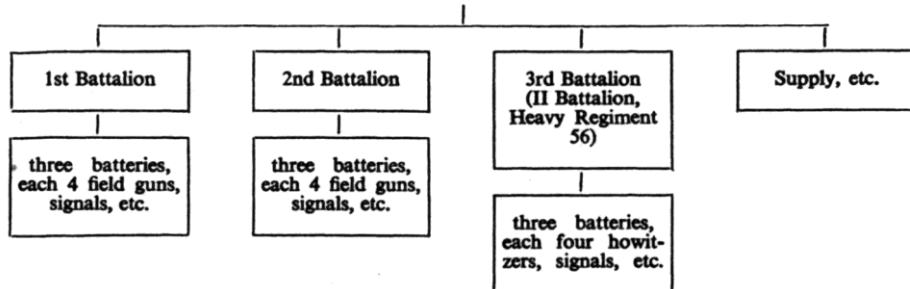 1st Battalion
2nd Battalion
3rd Battalion
(II Battalion,
Heavy Regiment
56)
Supply, etc.
three batteries,
each 4 field guns,
signals, etc.
three batteries,
each 4 field guns,
signals, etc.
three batteries,
each four howit-
zers, signals, etc.